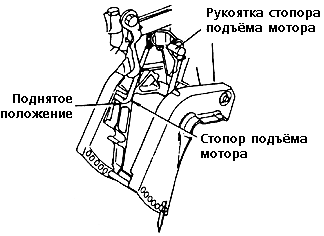 Рукоятка стопора
подъёма мотора
Поднятое
положение
Стопор подъёма
мотора